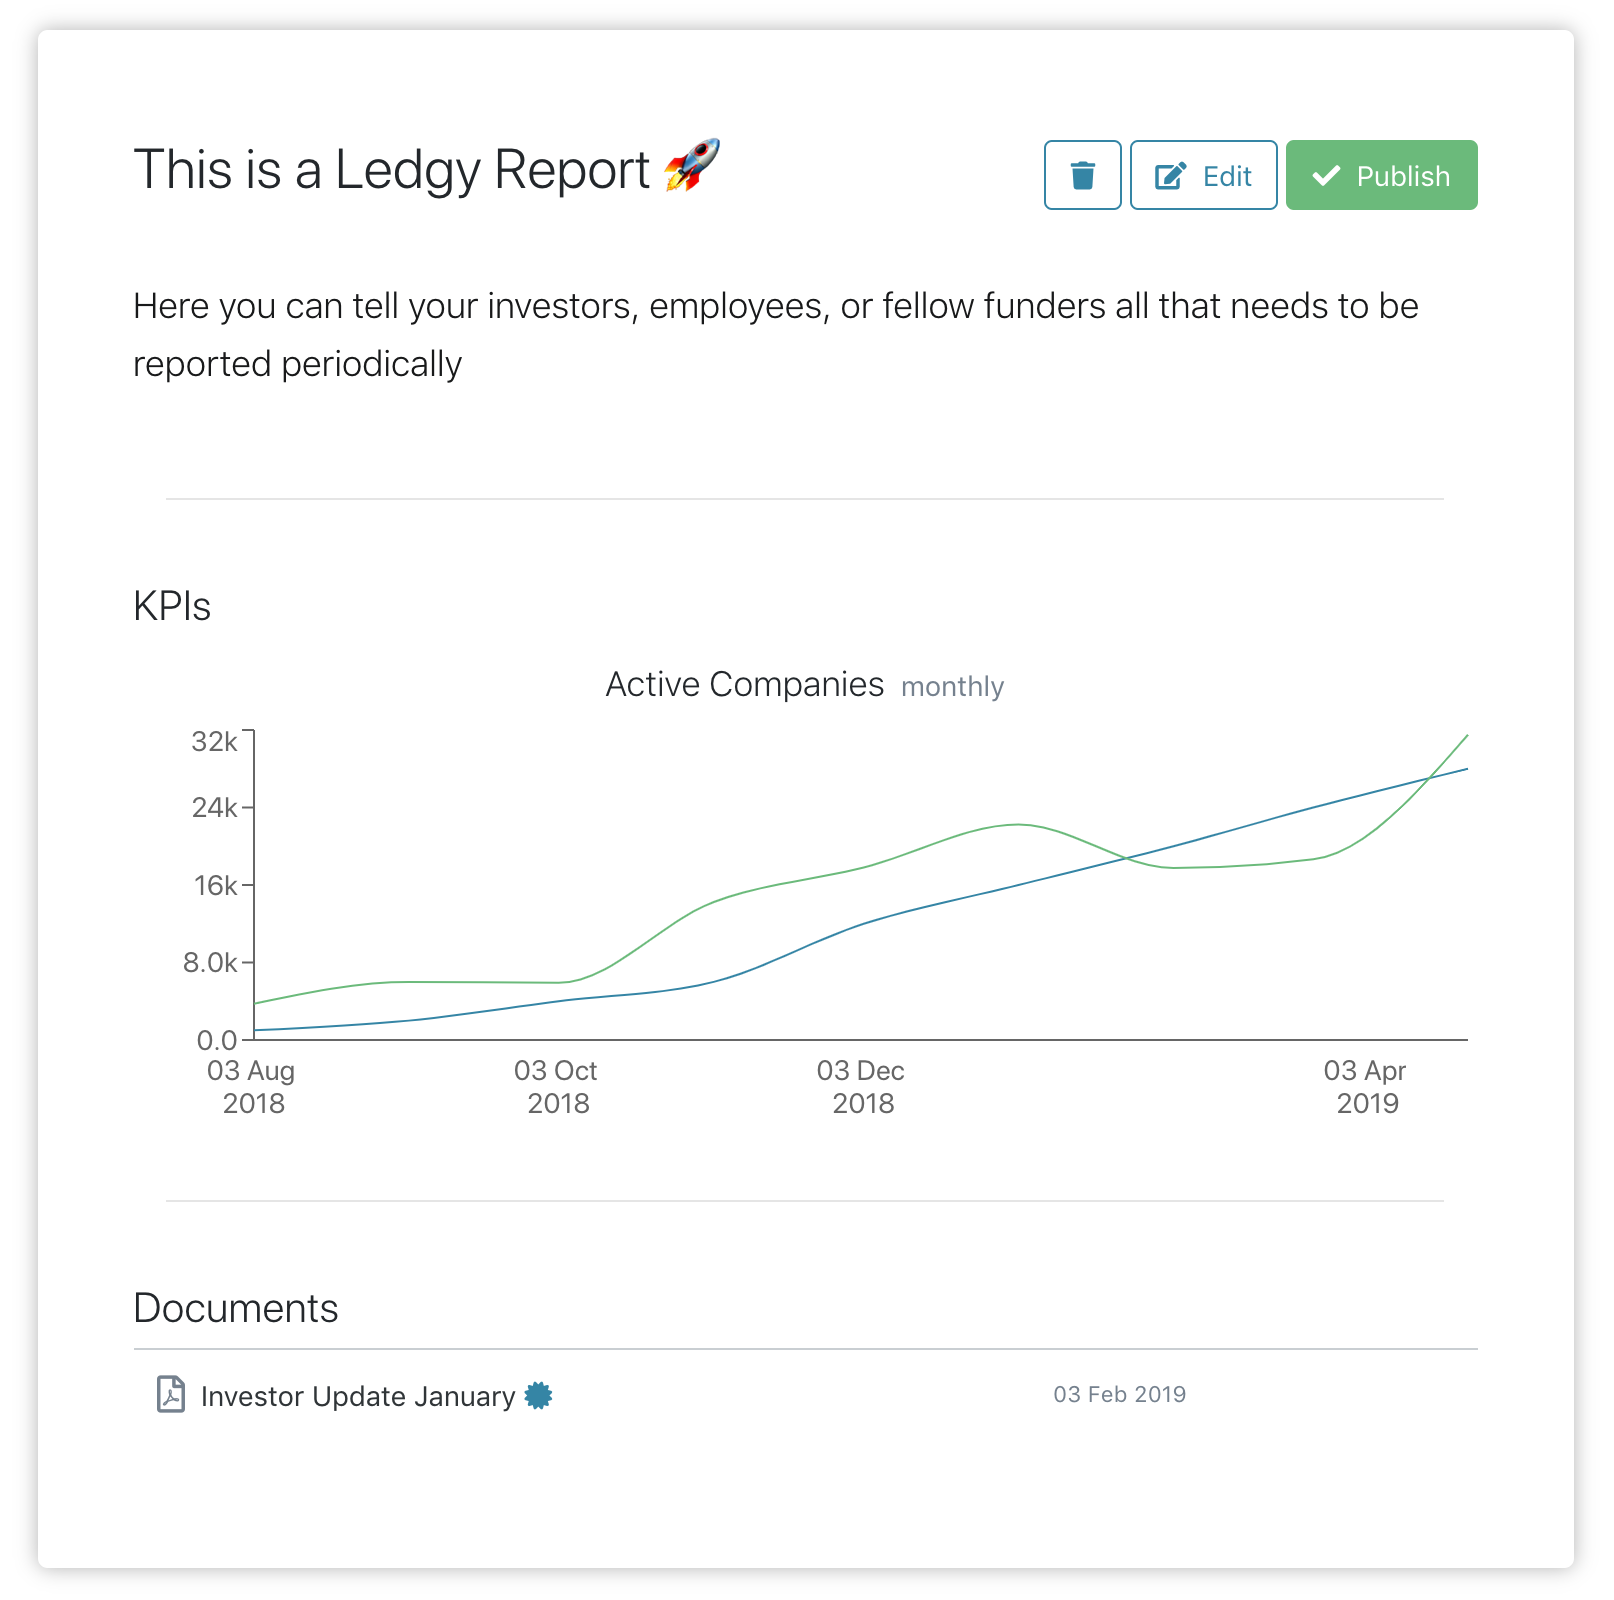 This is a Ledgy Report 🚀
Edit
Publish
Here you can tell your investors, employees, or fellow funders all that needs to be
reported periodically
KPIs
Active Companies monthly
32k
24k
16k
8.0k
0.0
03 Aug
2018
03 Oct
2018
03 Dec
2018
03 Apr
2019
Documents
Investor Update January
03 Feb 2019